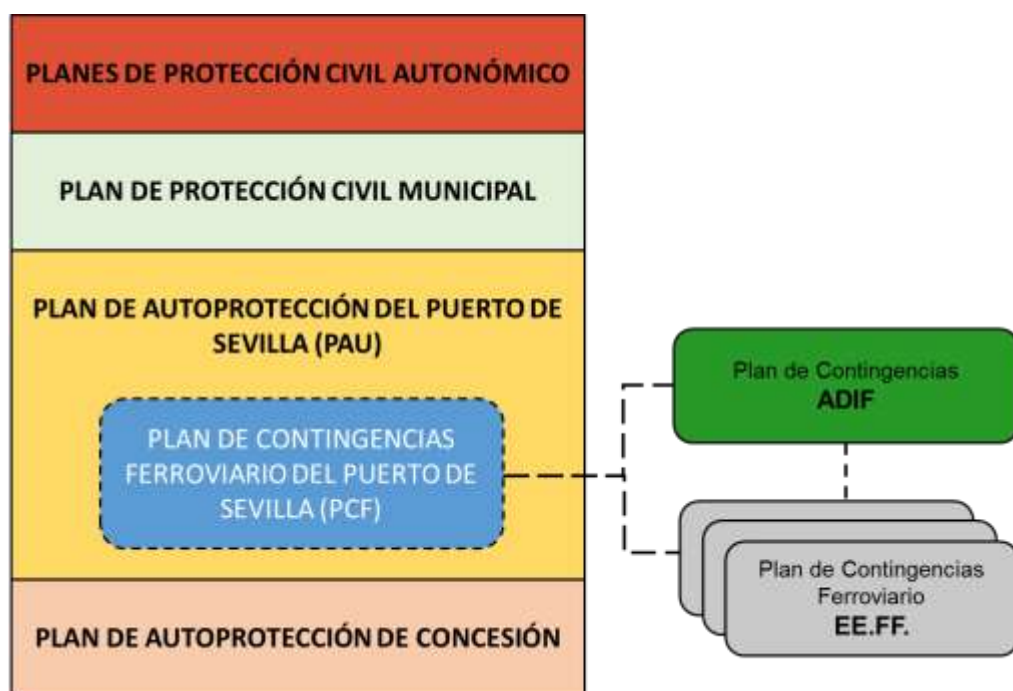 PLANES DE PROTECCIÓN CIVIL AUTONÓMICO
PLAN DE PROTECCIÓN CIVIL MUNICIPAL
PLAN DE AUTOPROTECCIÓN DEL PUERTO DE
SEVILLA (PAU)
PLAN DE CONTINGENCIAS
FERROVIARIO DEL PUERTO DE
SEVILLA (PCF)
PLAN DE AUTOPROTECCIÓN DE CONCESIÓN
Plan de Contingencias
ADIF
Plan de Contingencias
Ferroviario
EE.FF.